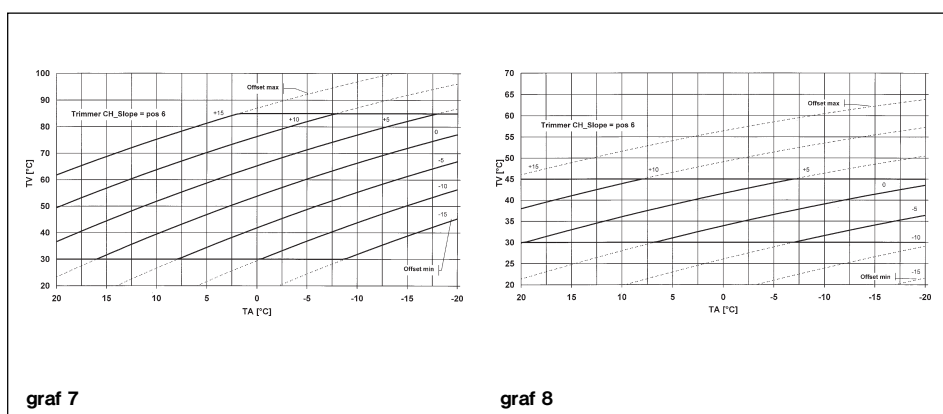 100
90
80
70
60
50
40
30
20
TV [°C]
Trimmer CH_Slope = pos 6
Offset max
+15
+10
+5
0
-5
-10
-15
Offset min
20 15 10 5 0 -5 -10 -15 -20
TA [°C]
graf 7
70
65
60
55
50
45
40
35
30
25
20
TV [°C]
Trimmer CH_Slope = pos 6
Offset max
+15
+10
+5
0
-5
-10
-15
Offset min
20 15 10 5 0 -5 -10 -15 -20
TA [°C]
graf 8